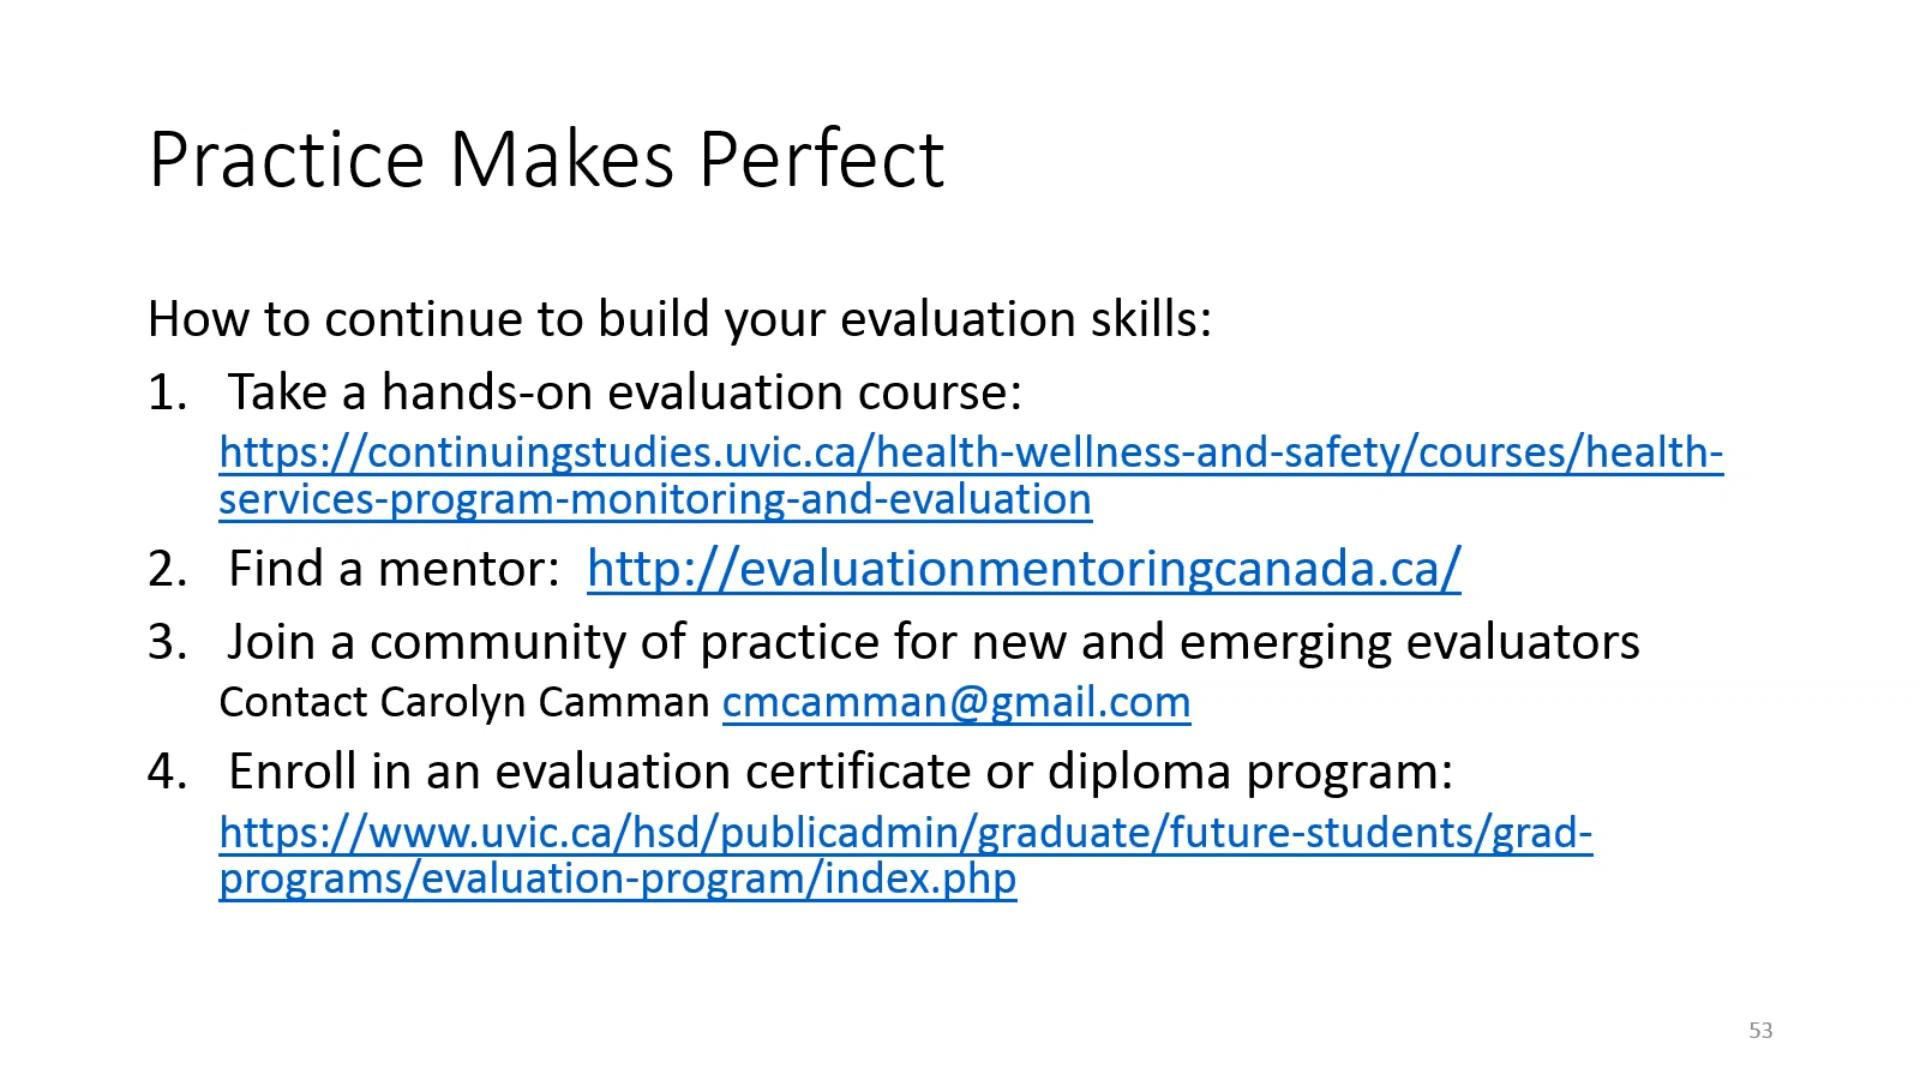 Practice Makes Perfect
How to continue to build your evaluation skills:
1. Take a hands-on evaluation course:
https://continuingstudies.uvic.ca/health-wellness-and-safety/courses/health-
services-program-monitoring-and-evaluation
2. Find a mentor: http://evaluationmentoringcanada.ca/
3. Join a community of practice for new and emerging evaluators
Contact Carolyn Camman cmcamman@gmail.com
4. Enroll in an evaluation certificate or diploma program:
https://www.uvic.ca/hsd/publicadmin/graduate/future-students/grad-
programs/evaluation-program/index.php
53